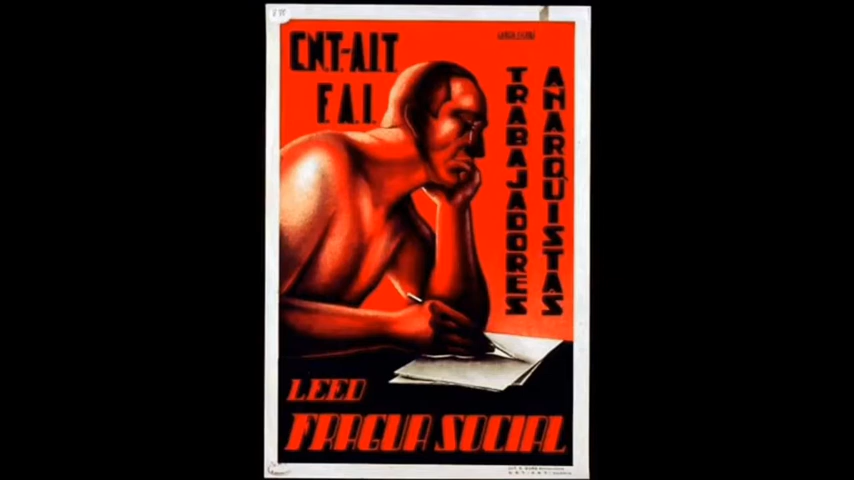 C.N.T.-A.I.T.
F.A.I.
TRABAJADORES
ANARQUISTAS
LEED
FRAGUA SOCIAL